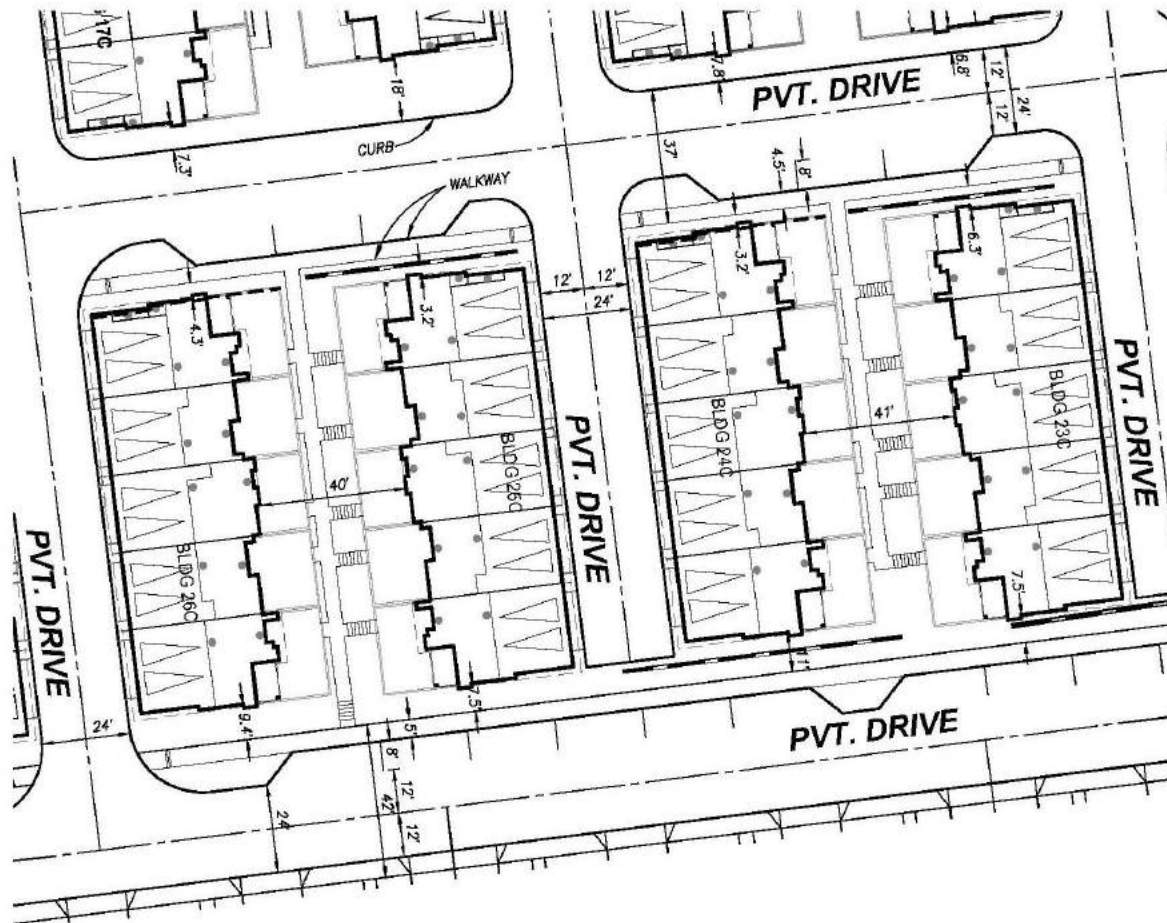 17C
18'
7.8'
PVT. DRIVE
6.8'
12'
24'
12'
CURB
7.3'
37'
4.5'
8'
WALKWAY
12'
12'
24'
3.2'
6.3'
4.3'
3.2'
PVT. DRIVE
BLDG 24C
41'
BLDG 23C
PVT. DRIVE
40'
BLDG 25C
PVT. DRIVE
BLDG 26C
7.5'
11'
24'
9.4'
7.5'
5'
PVT. DRIVE
8'
12'
42'
24'
12'